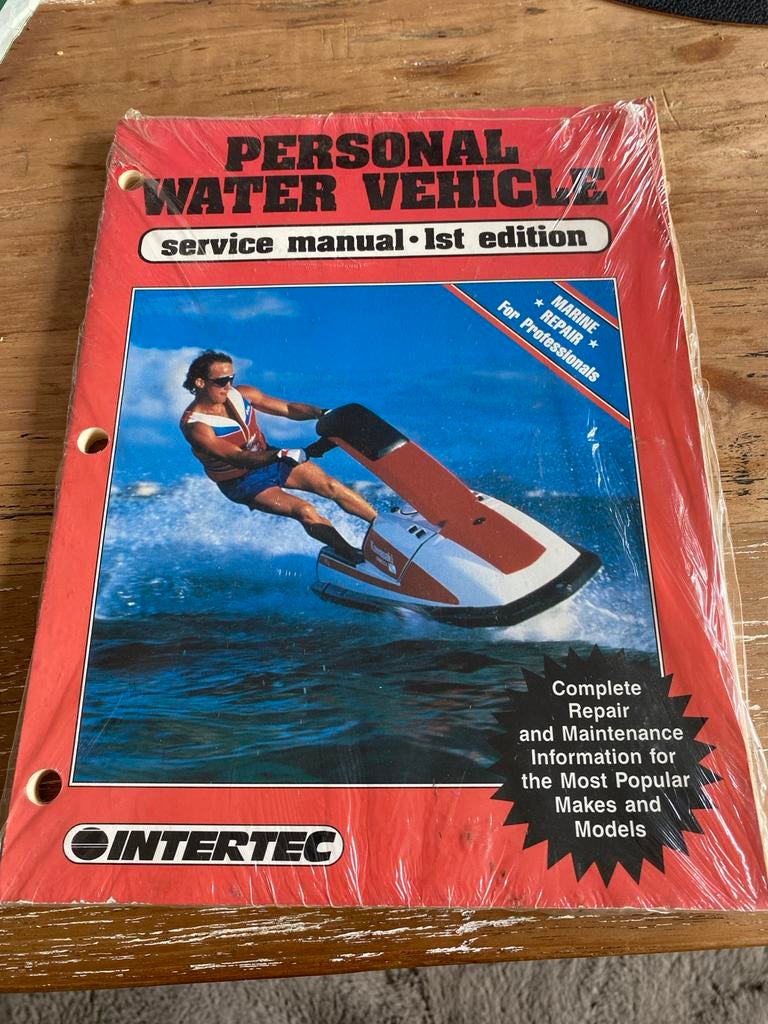 PERSONAL
WATER VEHICLE
service manual • 1st edition
★ MARINE
REPAIR ★
For Professionals
Kawasaki
Complete
Repair
and Maintenance
Information for
the Most Popular
Makes and
Models
INTERTEC